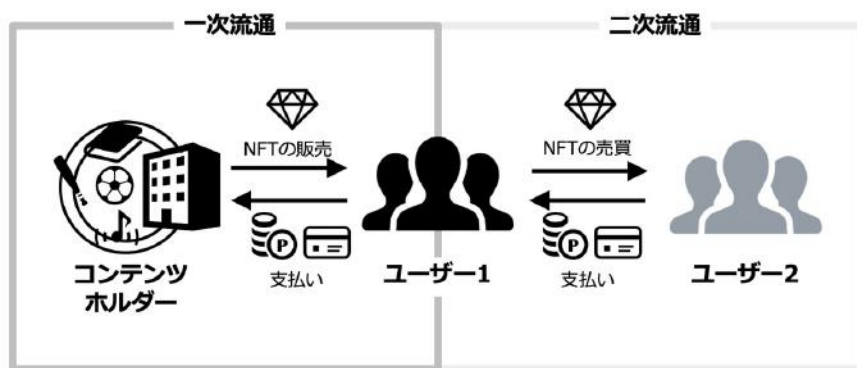 一次流通
二次流通
NFTの販売
NFTの売買
P
P
支払い
支払い
コンテンツ
ホルダー
ユーザー1
ユーザー2